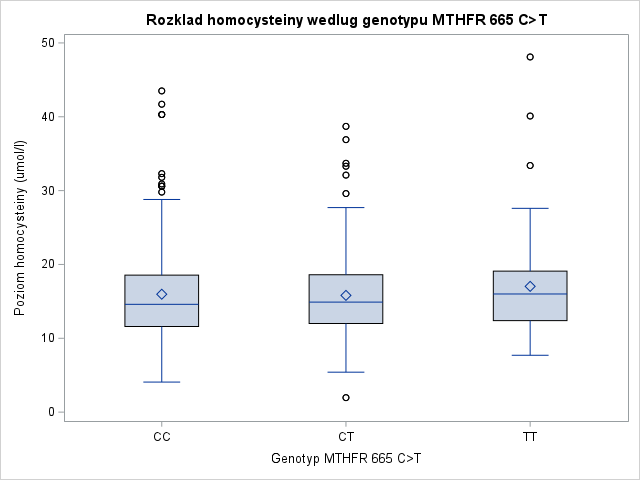 Rozklad homocysteiny wedlug genotypu MTHFR 665 C>T
50
40
30
20
10
0
Poziom homocysteiny (umol/l)
CC CT TT
Genotyp MTHFR 665 C>T